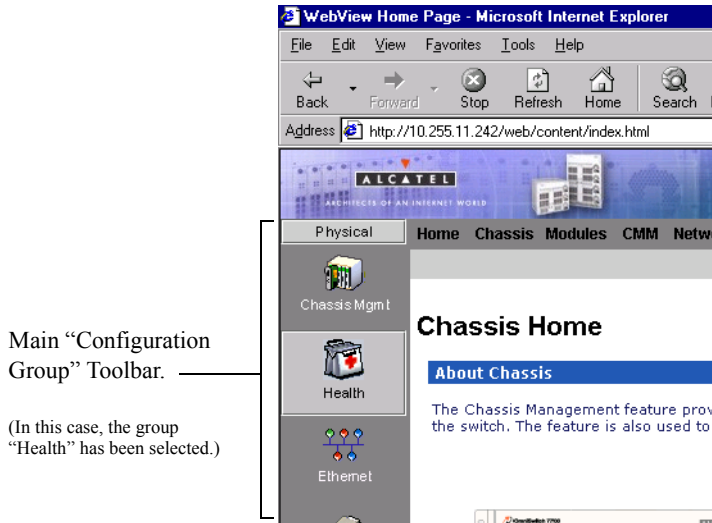 WebView Home Page - Microsoft Internet Explorer
File Edit View Favorites Tools Help
Back Forward Stop Refresh Home Search
Address http://10.255.11.242/web/content/index.html
ALCATEL
ARCHITECTS OF AN INTERNET WORLD
Physical
Home Chassis Modules CMM Netw
Chassis Mgmt
Chassis Home
Main “Configuration
Group” Toolbar.
About Chassis
Health
The Chassis Management feature prov
(In this case, the group
“Health” has been selected.)
the switch. The feature is also used to
Ethernet